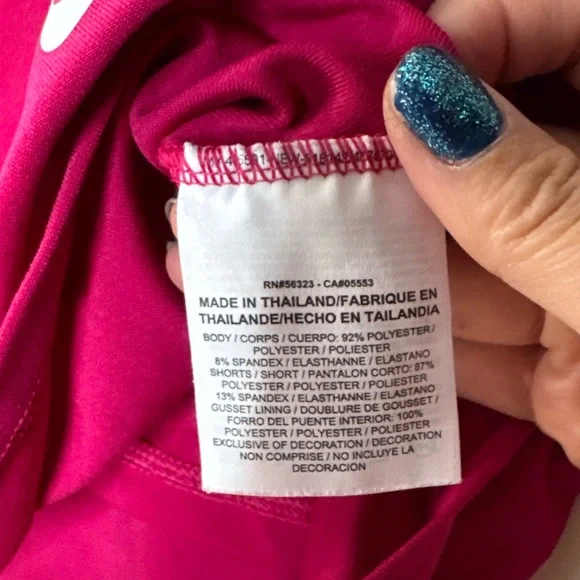 RN#56323 - CA#05553
MADE IN THAILAND/FABRIQUE EN
THAILANDE/HECHO EN TAILANDIA
BODY / CORPS / CUERPO: 92% POLYESTER /
POLYESTER / POLIESTER
8% SPANDEX / ELASTHANNE / ELASTANO
SHORTS / SHORT / PANTALON CORTO: 87%
POLYESTER / POLYESTER / POLIESTER
13% SPANDEX / ELASTHANNE / ELASTANO
GUSSET LINING / DOUBLURE DE GOUSSET /
FORRO DEL PUENTE INTERIOR: 100%
POLYESTER / POLYESTER / POLIESTER
EXCLUSIVE OF DECORATION / DECORATION
NON COMPRISE / NO INCLUYE LA
DECORACION